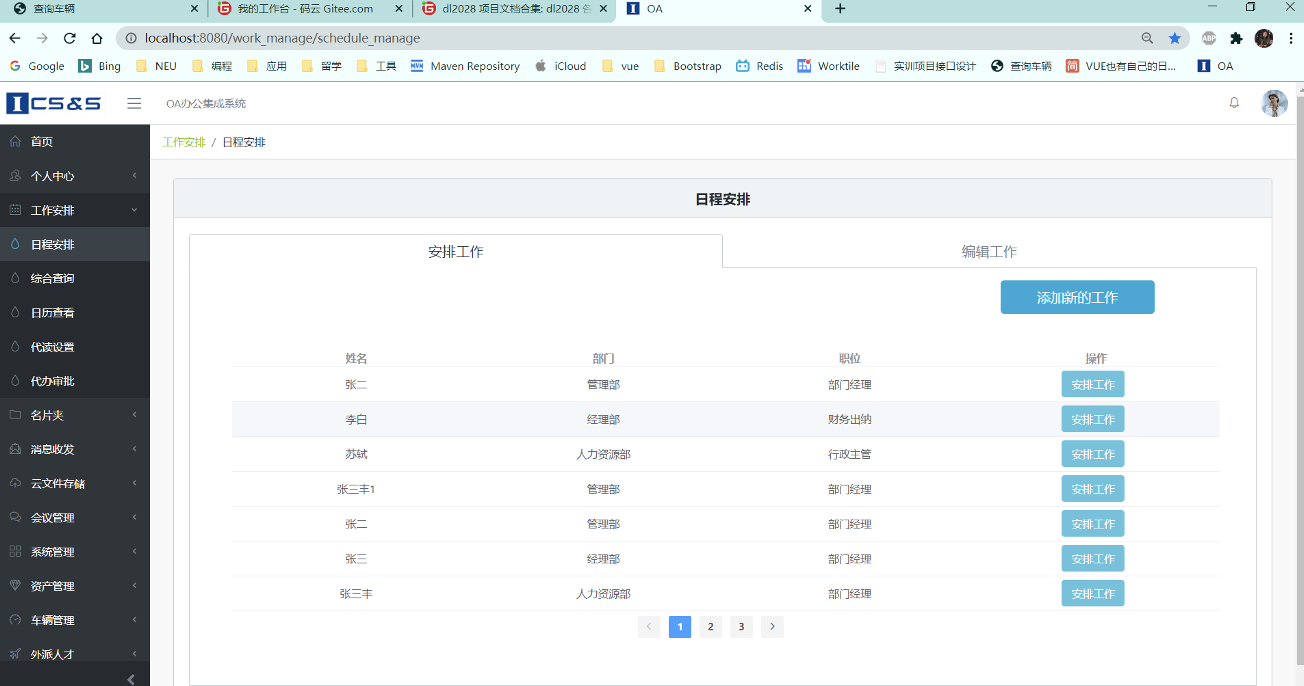 查询车辆
我的工作台 - 码云 Gitee.com
dl2028 项目文档合集: dl2028
OA
localhost:8080/work_manage/schedule_manage
ABP
Google
Bing
NEU
编程
应用
留学
工具
Maven Repository
iCloud
vue
Bootstrap
Redis
Worktile
实训项目接口设计
查询车辆
VUE也有自己的日...
OA
ICS&S
OA办公集成系统
工作安排 / 日程安排
首页
个人中心
工作安排
日程安排
综合查询
日历查看
代读设置
代办审批
名片夹
消息收发
云文件存储
会议管理
系统管理
资产管理
车辆管理
外派人才
日程安排
安排工作
编辑工作
添加新的工作
姓名 部门 职位 操作
张二 管理部 部门经理 安排工作
李白 经理部 财务出纳 安排工作
苏轼 人力资源部 行政主管 安排工作
张三丰1 管理部 部门经理 安排工作
张二 管理部 部门经理 安排工作
张三 经理部 部门经理 安排工作
张三丰 人力资源部 部门经理 安排工作
1 2 3